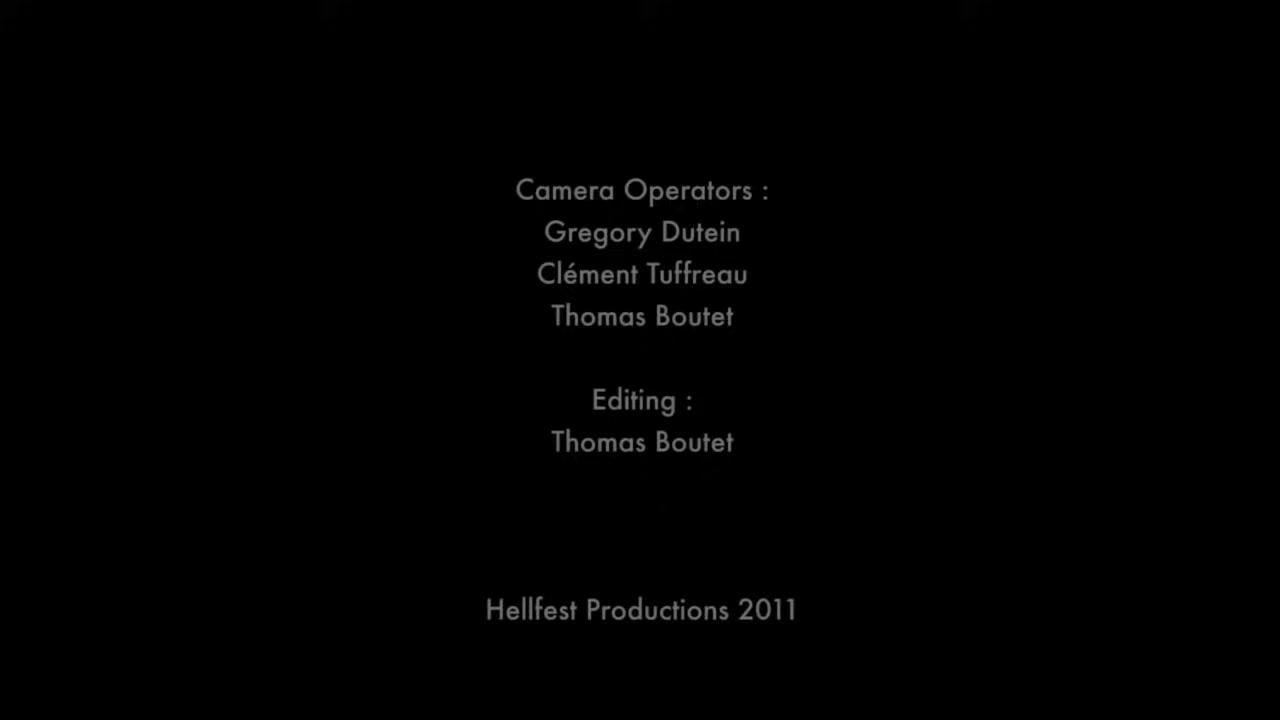 Camera Operators :
Gregory Dutein
Clément Tuffreau
Thomas Boutet
Editing :
Thomas Boutet
Hellfest Productions 2011